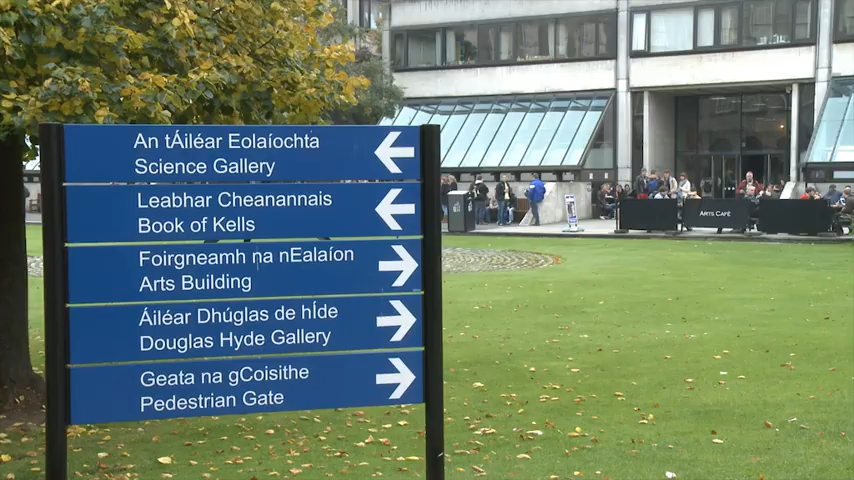 An tÁiléar Eolaíochta
Science Gallery
Leabhar Cheanannais
Book of Kells
Foirgneamh na nEalaíon
Arts Building
Áiléar Dhúglas de hÍde
Douglas Hyde Gallery
Geata na gCoisithe
Pedestrian Gate
ARTS CAFÉ